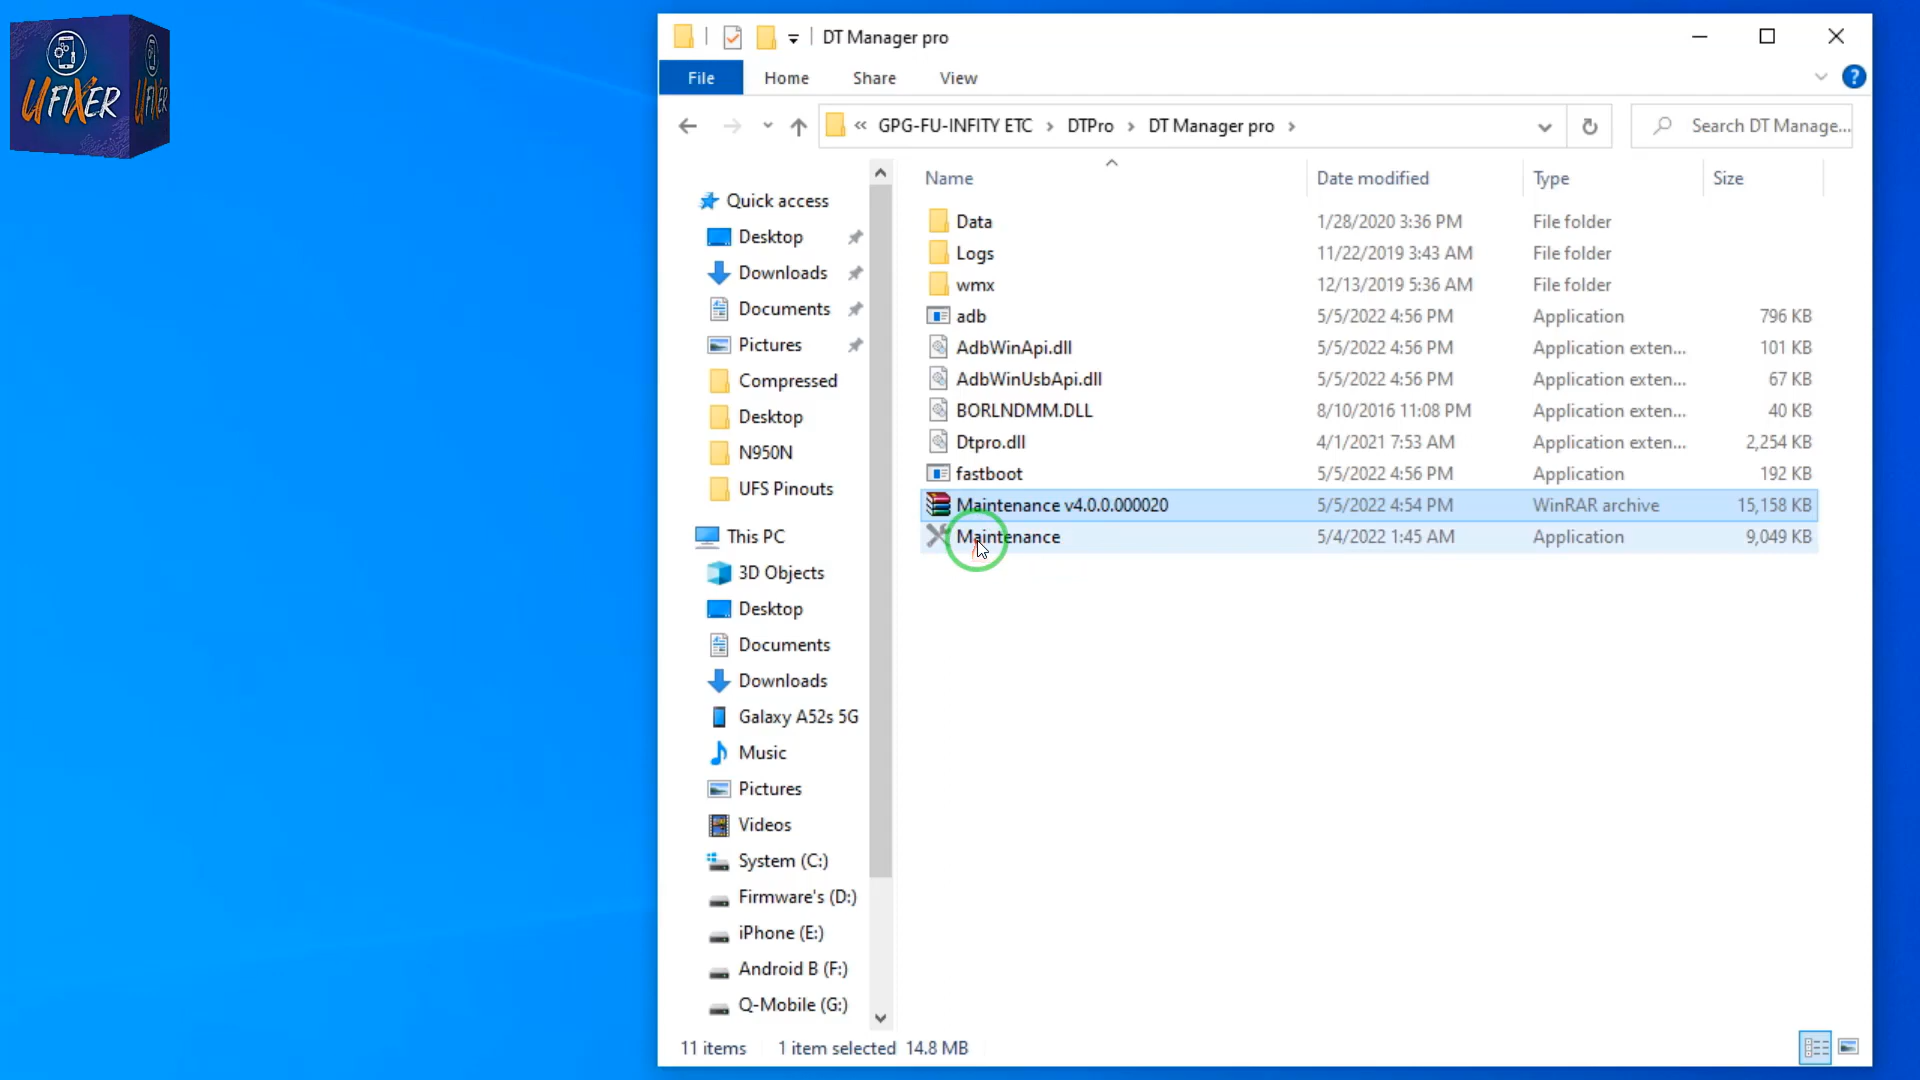 UFIXER
UFIX
DT Manager pro
File
Home
Share
View
?
« GPG-FU-INFITY ETC > DTPro > DT Manager pro >
Search DT Manage...
Name
Date modified
Type
Size
Quick access
Desktop
Downloads
Documents
Pictures
Compressed
Desktop
N950N
UFS Pinouts
This PC
3D Objects
Desktop
Documents
Downloads
Galaxy A52s 5G
Music
Pictures
Videos
System (C:)
Firmware's (D:)
iPhone (E:)
Android B (F:)
Q-Mobile (G:)
Data 1/28/2020 3:36 PM File folder
Logs 11/22/2019 3:43 AM File folder
wmx 12/13/2019 5:36 AM File folder
adb 5/5/2022 4:56 PM Application 796 KB
AdbWinApi.dll 5/5/2022 4:56 PM Application exten... 101 KB
AdbWinUsbApi.dll 5/5/2022 4:56 PM Application exten... 67 KB
BORLNDMM.DLL 8/10/2016 11:08 PM Application exten... 40 KB
Dtpro.dll 4/1/2021 7:53 AM Application exten... 2,254 KB
fastboot 5/5/2022 4:56 PM Application 192 KB
Maintenance v4.0.0.000020 5/5/2022 4:54 PM WinRAR archive 15,158 KB
Maintenance 5/4/2022 1:45 AM Application 9,049 KB
11 items
1 item selected 14.8 MB